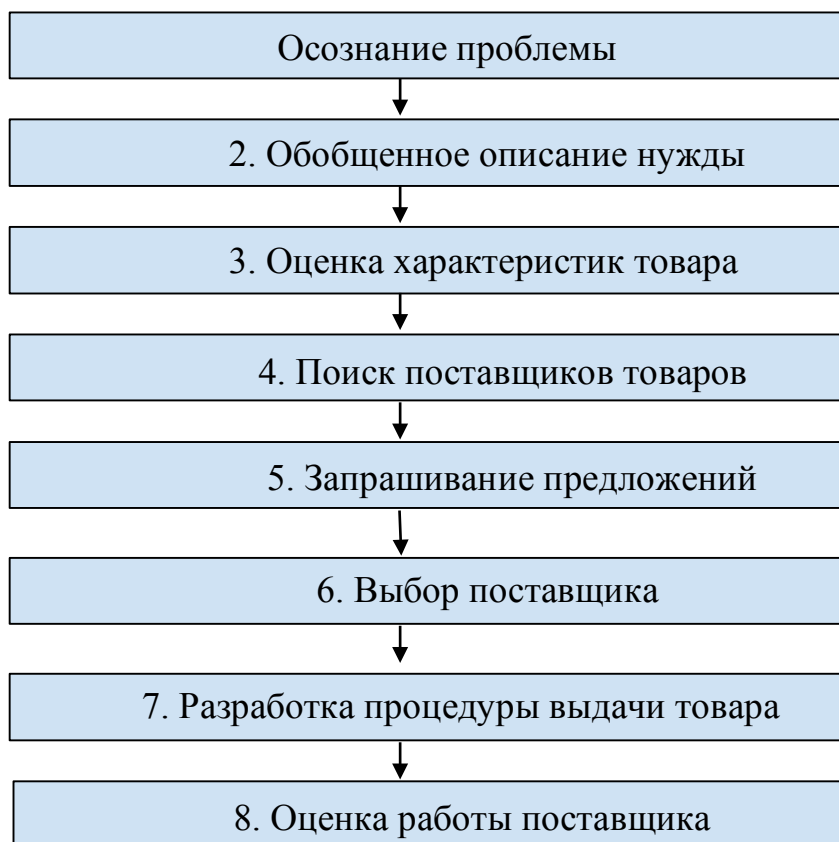 Осознание проблемы
2. Обобщенное описание нужды
3. Оценка характеристик товара
4. Поиск поставщиков товаров
5. Запрашивание предложений
6. Выбор поставщика
7. Разработка процедуры выдачи товара
8. Оценка работы поставщика